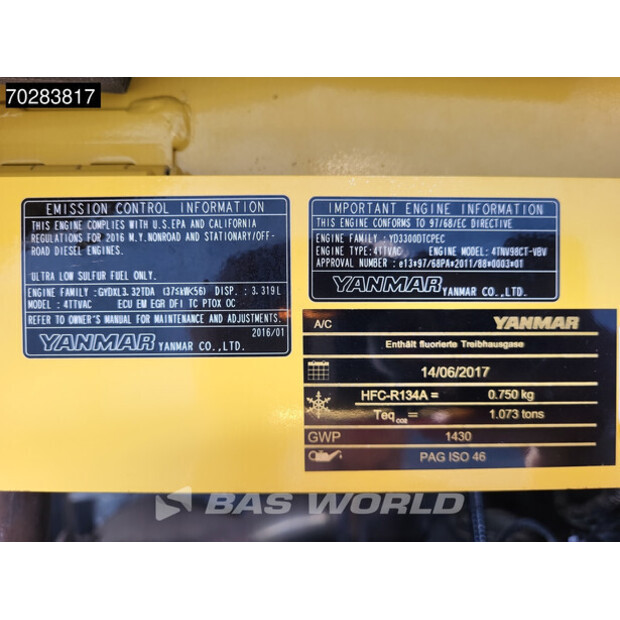 70283817
EMISSION CONTROL INFORMATION
THIS ENGINE COMPLIES WITH U.S.EPA AND CALIFORNIA
REGULATIONS FOR 2016 M.Y.NONROAD AND STATIONARY/OFF-
ROAD DIESEL ENGINES.
ULTRA LOW SULFUR FUEL ONLY.
ENGINE FAMILY : GYDXL3.32TDA (37≤kW<56) DISP. : 3.319L
MODEL : 4TTVAC ECU EM EGR DFI TC PTOX OC
REFER TO OWNER'S MANUAL FOR MAINTENANCE AND ADJUSTMENTS.
2016/01
YANMAR YANMAR CO., LTD.
IMPORTANT ENGINE INFORMATION
THIS ENGINE CONFORMS TO 97/68/EC DIRECTIVE
ENGINE FAMILY : YD3300DTCPEC
ENGINE TYPE : 4TTVAC ENGINE MODEL: 4TNV98CT-VBV
APPROVAL NUMBER : e13*97/68PA*2011/88*0003*01
YANMAR YANMAR CO., LTD.
A/C YANMAR
Enthält fluorierte Treibhausgase
14/06/2017
HFC-R134A = 0.750 kg
Teq CO2E = 1.073 tons
GWP 1430
PAG ISO 46
BAS WORLD